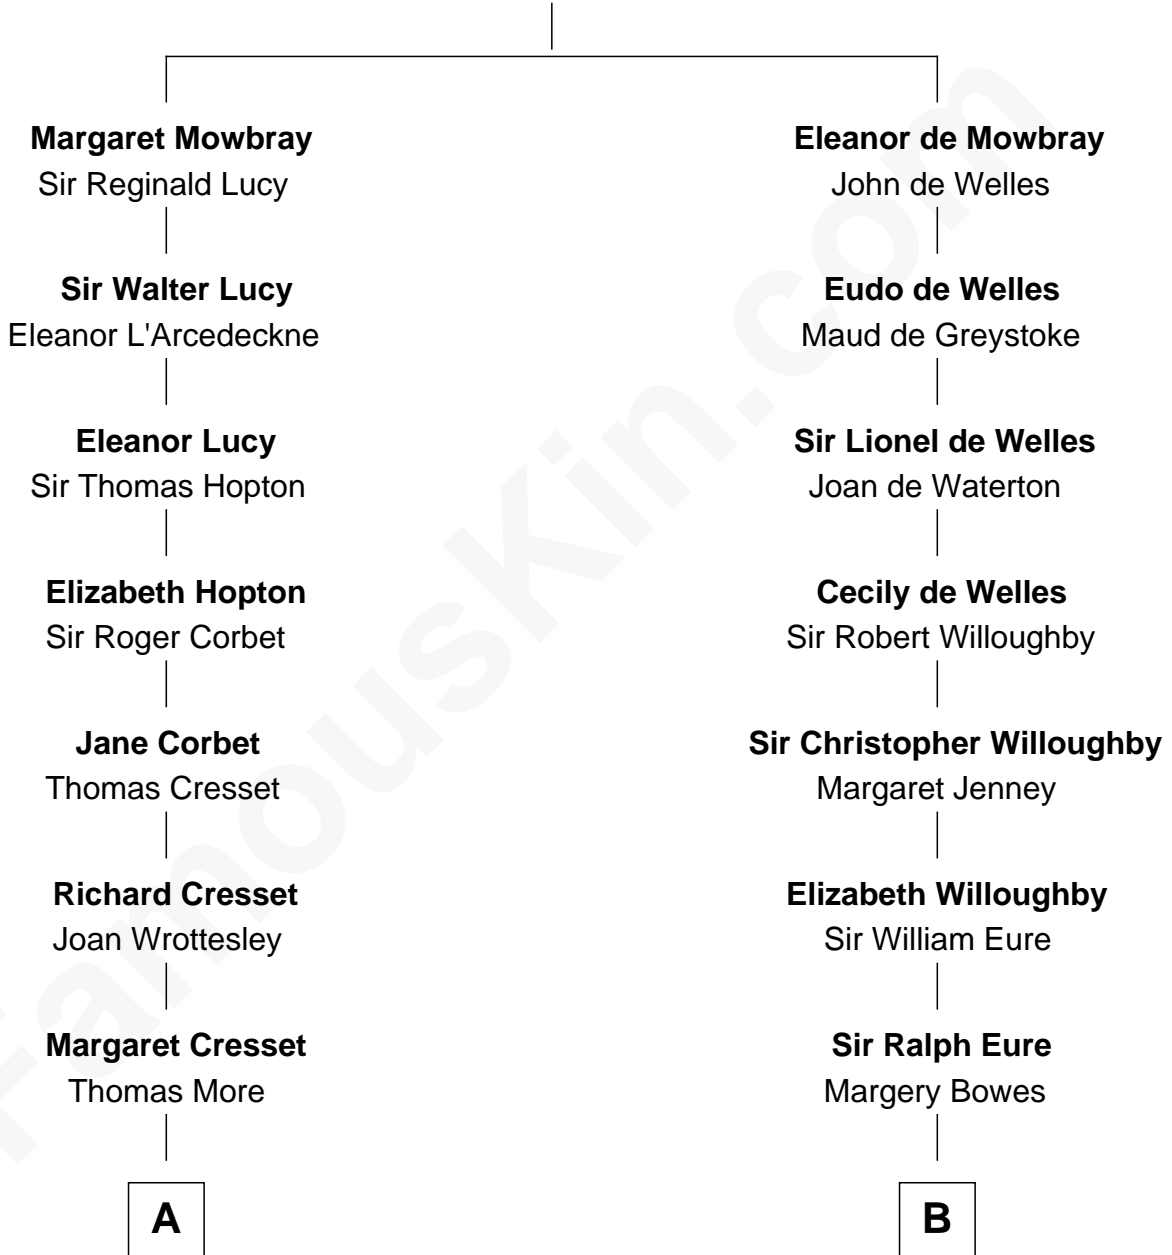 Margaret Mowbray
Sir Reginald Lucy
Sir Walter Lucy
Eleanor L'Arcedeckne
Eleanor Lucy
Sir Thomas Hopton
Elizabeth Hopton
Sir Roger Corbet
Jane Corbet
Thomas Cresset
Richard Cresset
Joan Wrottesley
Margaret Cresset
Thomas More
A
Eleanor de Mowbray
John de Welles
Eudo de Welles
Maud de Greystoke
Sir Lionel de Welles
Joan de Waterton
Cecily de Welles
Sir Robert Willoughby
Sir Christopher Willoughby
Margaret Jenney
Elizabeth Willoughby
Sir William Eure
Sir Ralph Eure
Margery Bowes
B
FamousKin.com